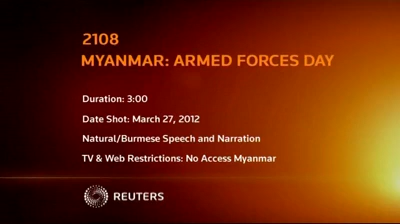 2108
MYANMAR: ARMED FORCES DAY
Duration: 3:00
Date Shot: March 27, 2012
Natural/Burmese Speech and Narration
TV & Web Restrictions: No Access Myanmar
REUTERS